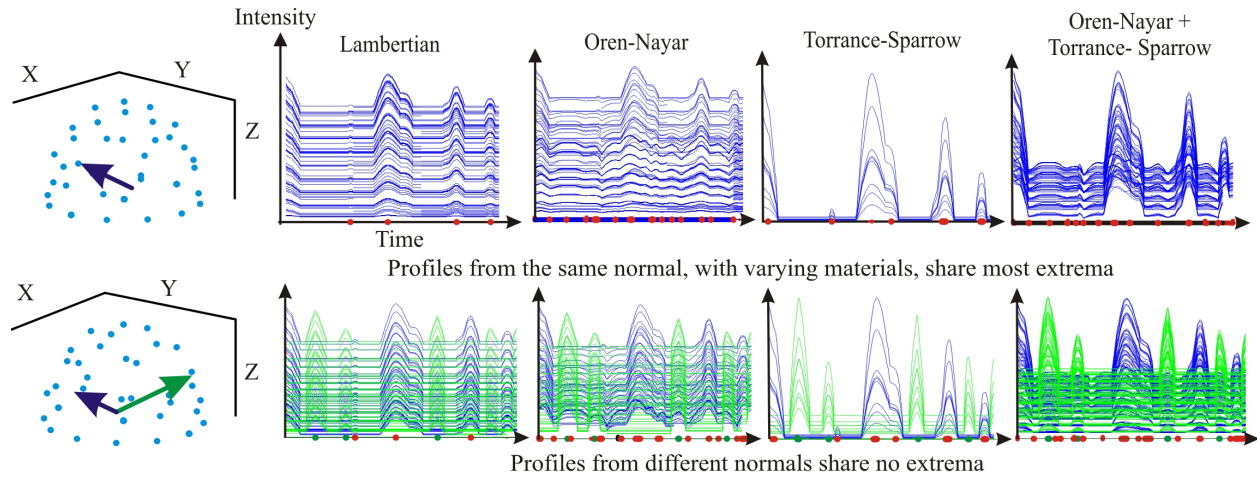 Intensity
Lambertian
Oren-Nayar
Torrance-Sparrow
Oren-Nayar +
Torrance- Sparrow
X
Y
Z
Time
Profiles from the same normal, with varying materials, share most extrema
X
Y
Z
Profiles from different normals share no extrema